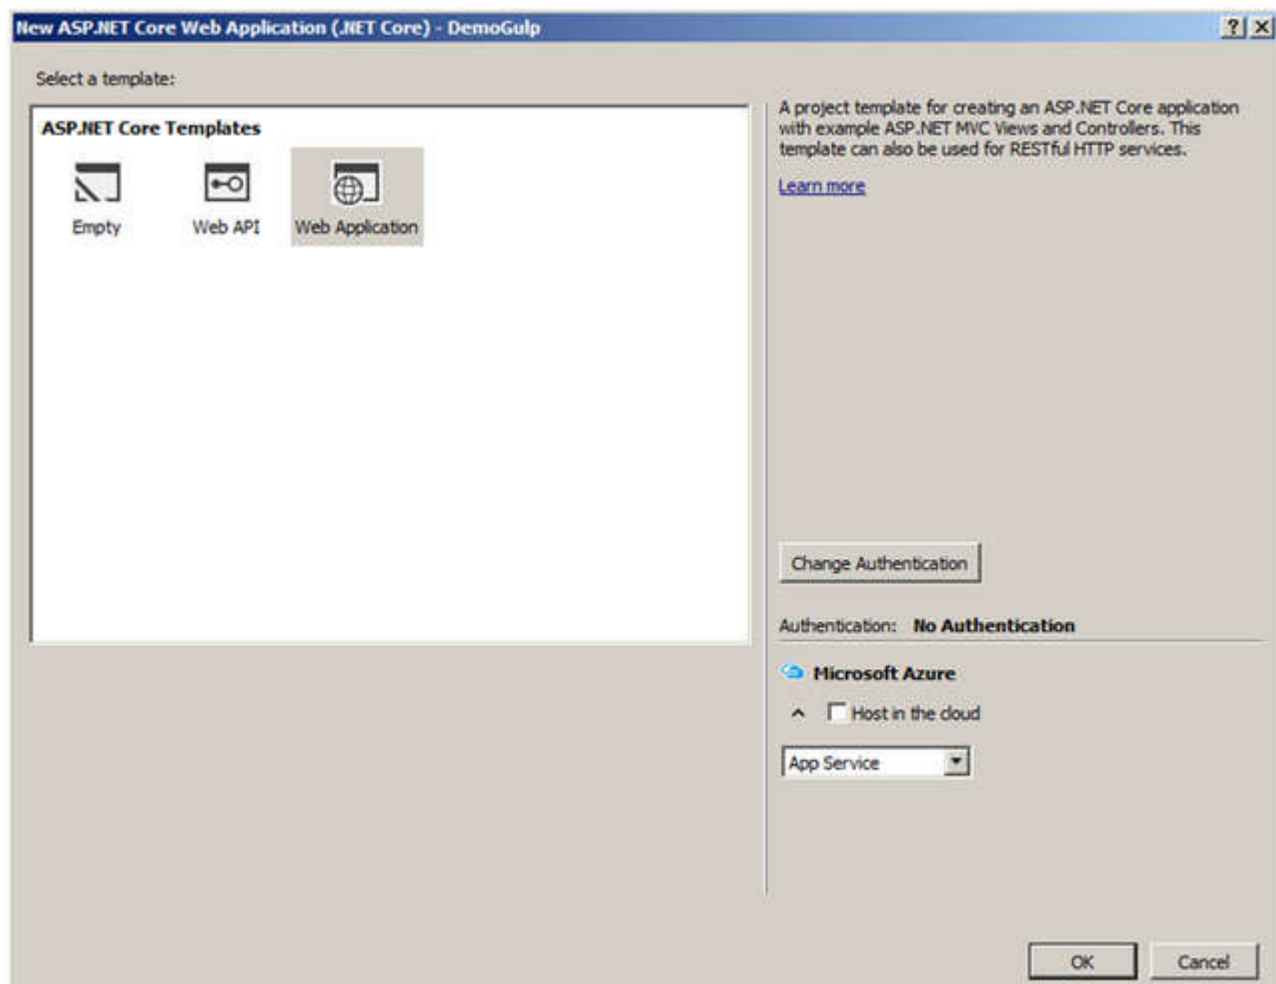 New ASP.NET Core Web Application (.NET Core) - DemoGulp
Select a template:
ASP.NET Core Templates
Empty
Web API
Web Application
A project template for creating an ASP.NET Core application
with example ASP.NET MVC Views and Controllers. This
template can also be used for RESTful HTTP services.
Learn more
Change Authentication
Authentication: No Authentication
Microsoft Azure
Host in the cloud
App Service
OK
Cancel